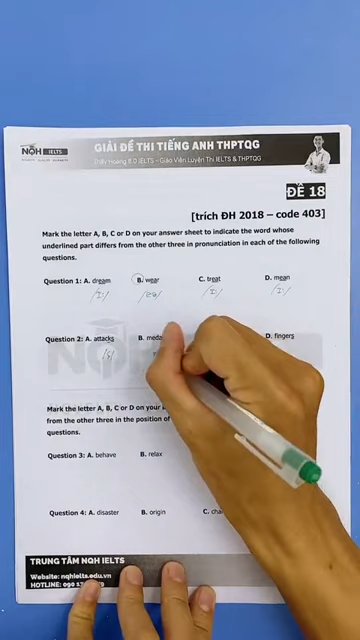 NQH IELTS
GIẢI ĐỀ THI TIẾNG ANH THPTQG
Thầy Hoàng 8.0 IELTS - Giáo Viên Luyện Thi IELTS & THPTQG
ĐỀ 18
[trích ĐH 2018 – code 403]
Mark the letter A, B, C or D on your answer sheet to indicate the word whose
underlined part differs from the other three in pronunciation in each of the following
questions.
Question 1: A. dream B. wear C. treat D. mean
/I:/ /eə/ /I:/ /I:/
Question 2: A. attacks B. meda D. fingers
/s/
NQH IELTS
Mark the letter A, B, C or D on your
from the other three in the position of
questions.
Question 3: A. behave B. relax
Question 4: A. disaster B. origin C. cha
TRUNG TÂM NQH IELTS
Website: nqhielts.edu.vn
HOTLINE: 090